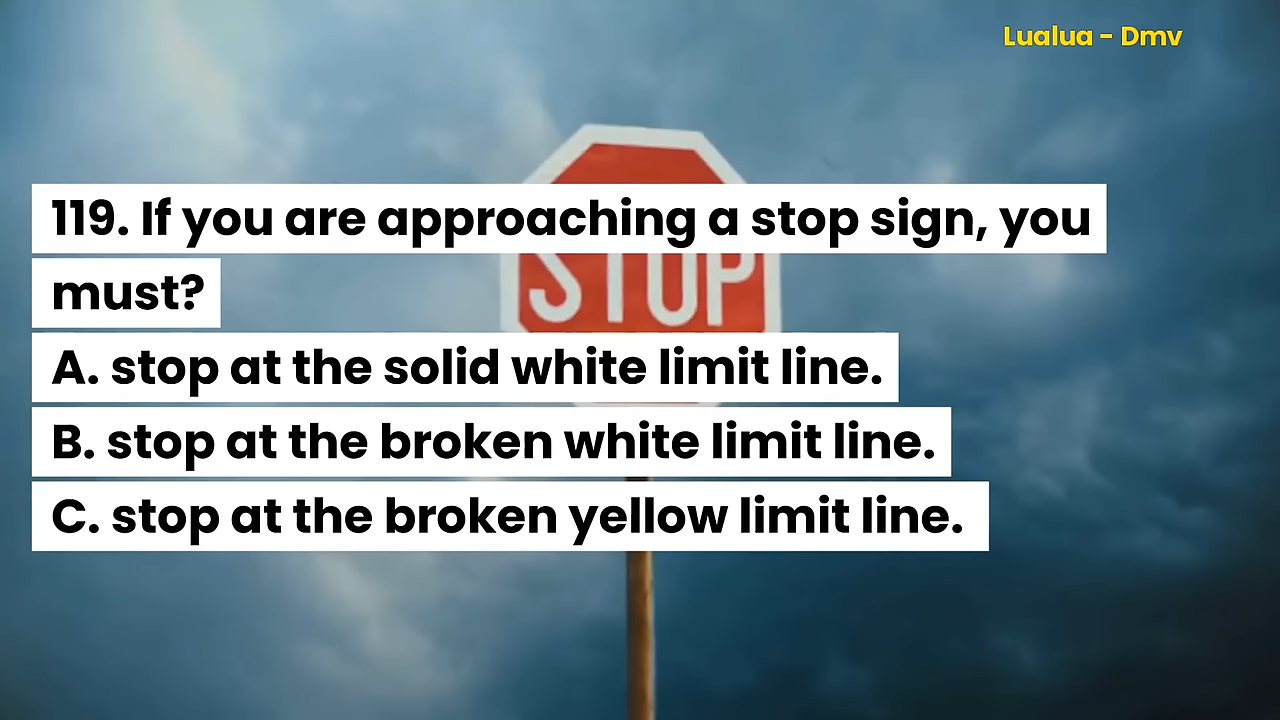 Lualua - Dmv
119. If you are approaching a stop sign, you
must?
STOP
A. stop at the solid white limit line.
B. stop at the broken white limit line.
C. stop at the broken yellow limit line.